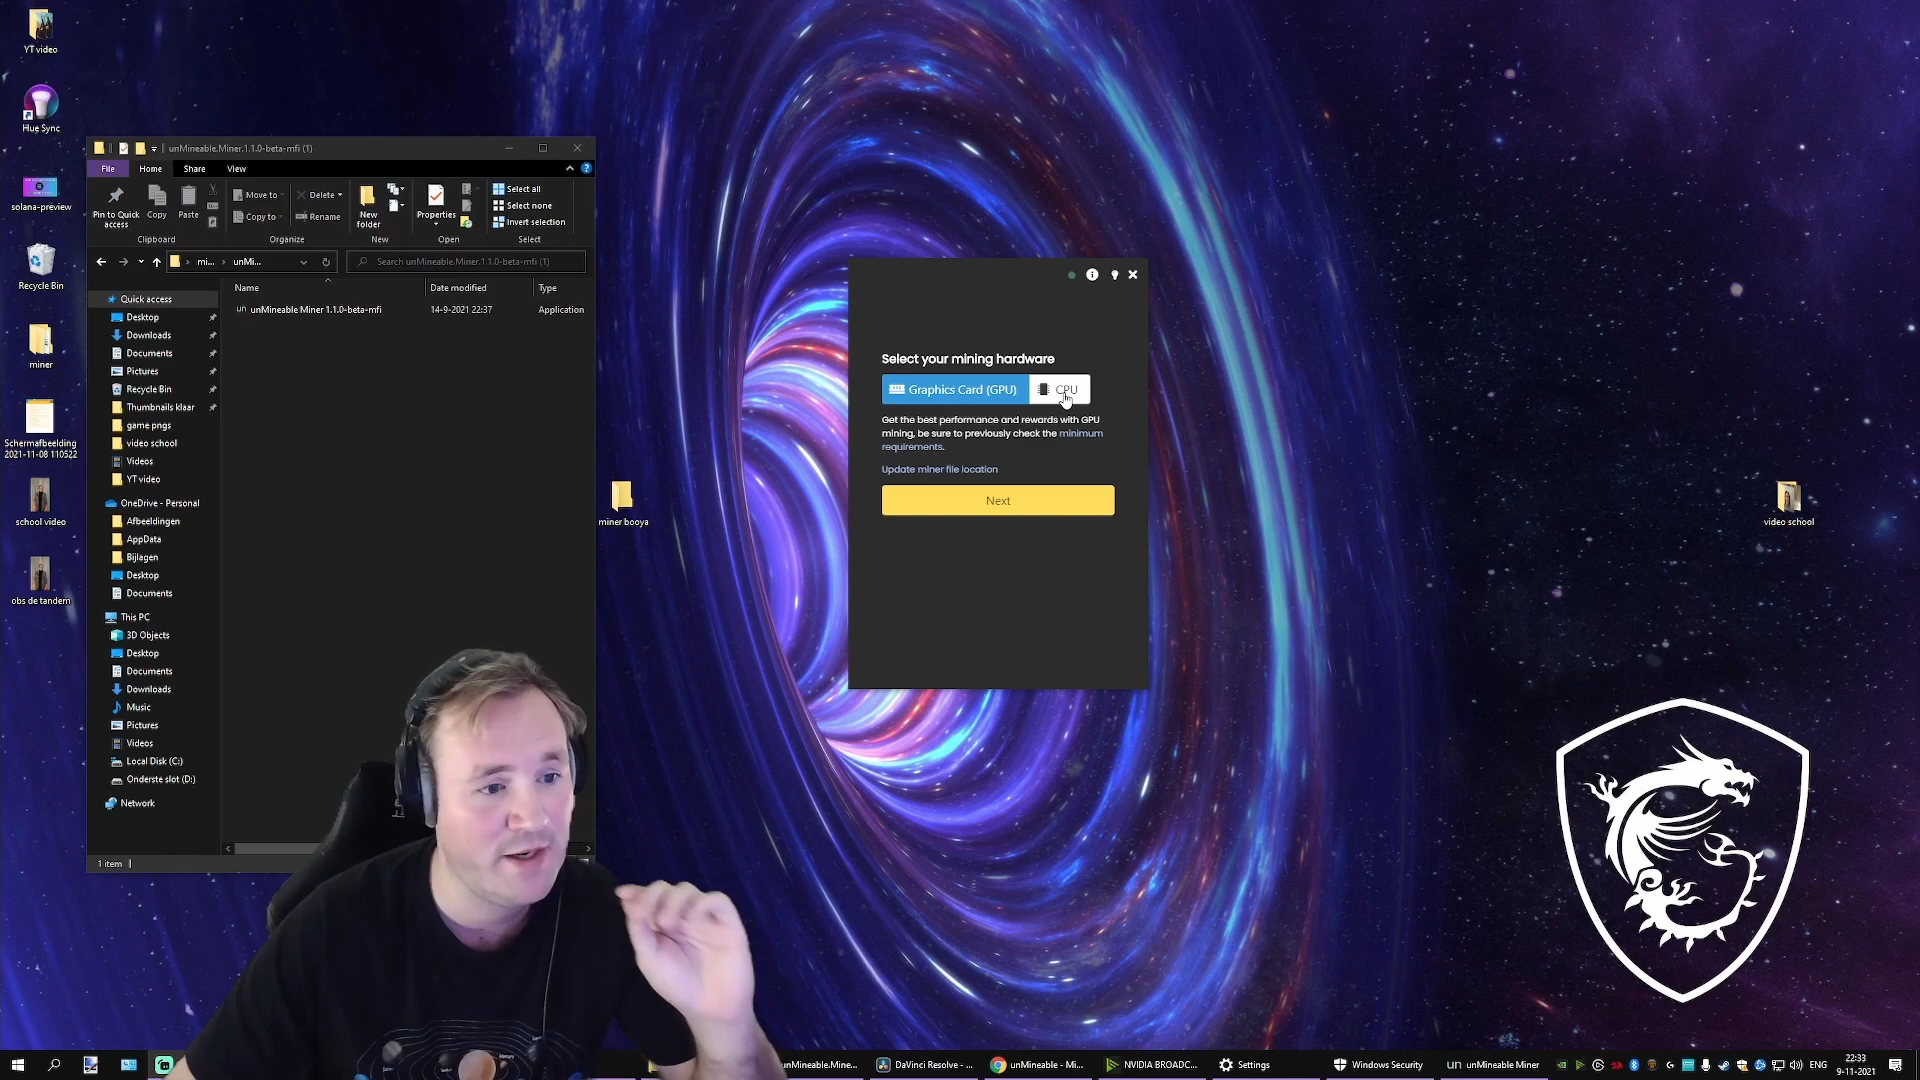 YT video
Hue Sync
solana-preview
Recycle Bin
miner
Schermafbeelding
2021-11-08 110522
school video
obs de tandem
unMineable.Miner.1.1.0-beta-mfi (1)
File
Home
Share
View
Pin to Quick
access
Copy
Paste
Move to
Copy to
Delete
Rename
New
folder
Properties
Select all
Select none
Invert selection
Clipboard
Organize
New
Open
Select
mi...
unMi...
Search unMineable.Miner.1.1.0-beta-mfi (1)
Name
Date modified
Type
unMineable Miner 1.1.0-beta-mfi
14-9-2021 22:37
Application
Quick access
Desktop
Downloads
Documents
Pictures
Recycle Bin
Thumbnails klaar
game pngs
video school
Videos
YT video
OneDrive - Personal
Afbeeldingen
AppData
Bijlagen
Desktop
Documents
This PC
3D Objects
Desktop
Documents
Downloads
Music
Pictures
Videos
Local Disk (C:)
Onderste slot (D:)
Network
1 item
miner booya
Select your mining hardware
Graphics Card (GPU)
CPU
Get the best performance and rewards with GPU
mining, be sure to previously check the minimum
requirements.
Update miner file location
Next
video school
unMineable.Mine...
DaVinci Resolve - ...
unMineable - Mi...
NVIDIA BROADC...
Settings
Windows Security
un unMineable Miner
ENG
22:33
9-11-2021